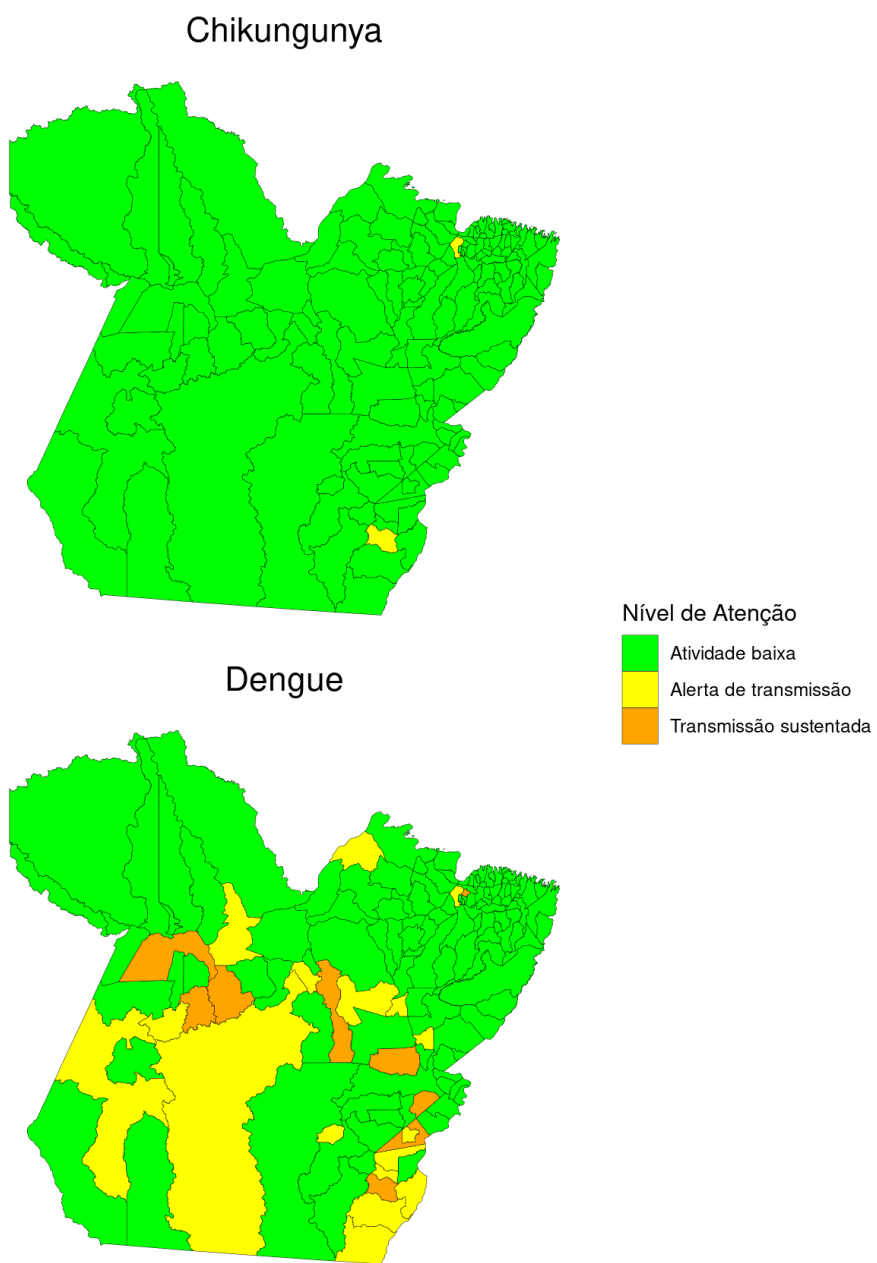 Chikungunya
Nível de Atenção
Atividade baixa
Alerta de transmissão
Transmissão sustentada
Dengue